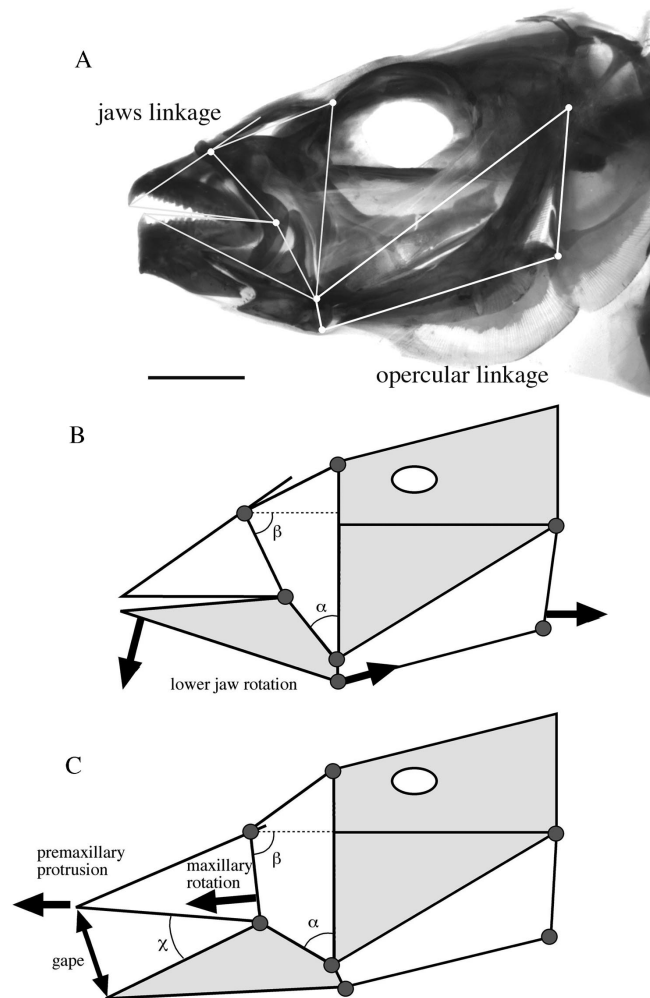 A
jaws linkage
opercular linkage
B
β
α
lower jaw rotation
C
premaxillary
protrusion
maxillary
rotation
β
α
χ
gape